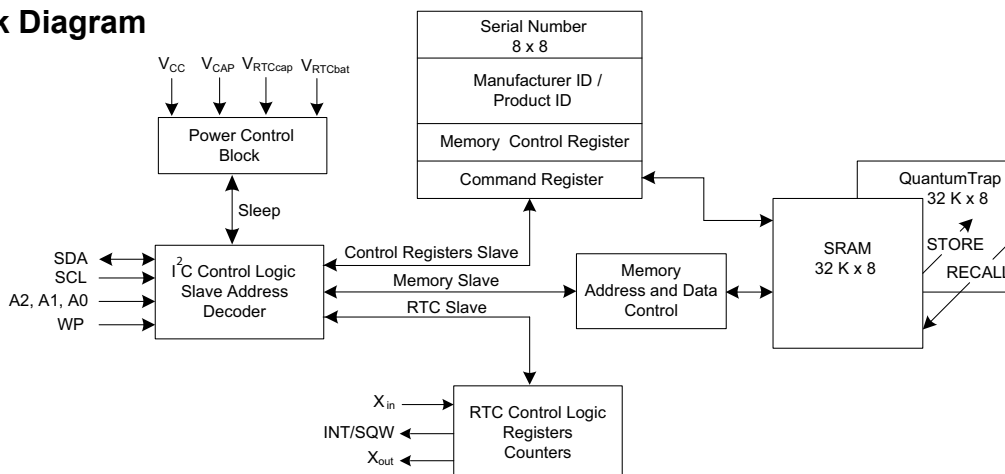 k Diagram
Serial Number
8 x 8
Manufacturer ID /
Product ID
Memory Control Register
Command Register
VCC VCAP VRTCcap VRTCbat
Power Control
Block
Sleep
QuantumTrap
32 K x 8
SRAM
32 K x 8
STORE
RECALL
SDA
SCL
A2, A1, A0
WP
I2C Control Logic
Slave Address
Decoder
Control Registers Slave
Memory Slave
RTC Slave
Memory
Address and Data
Control
Xin
INT/SQW
Xout
RTC Control Logic
Registers
Counters